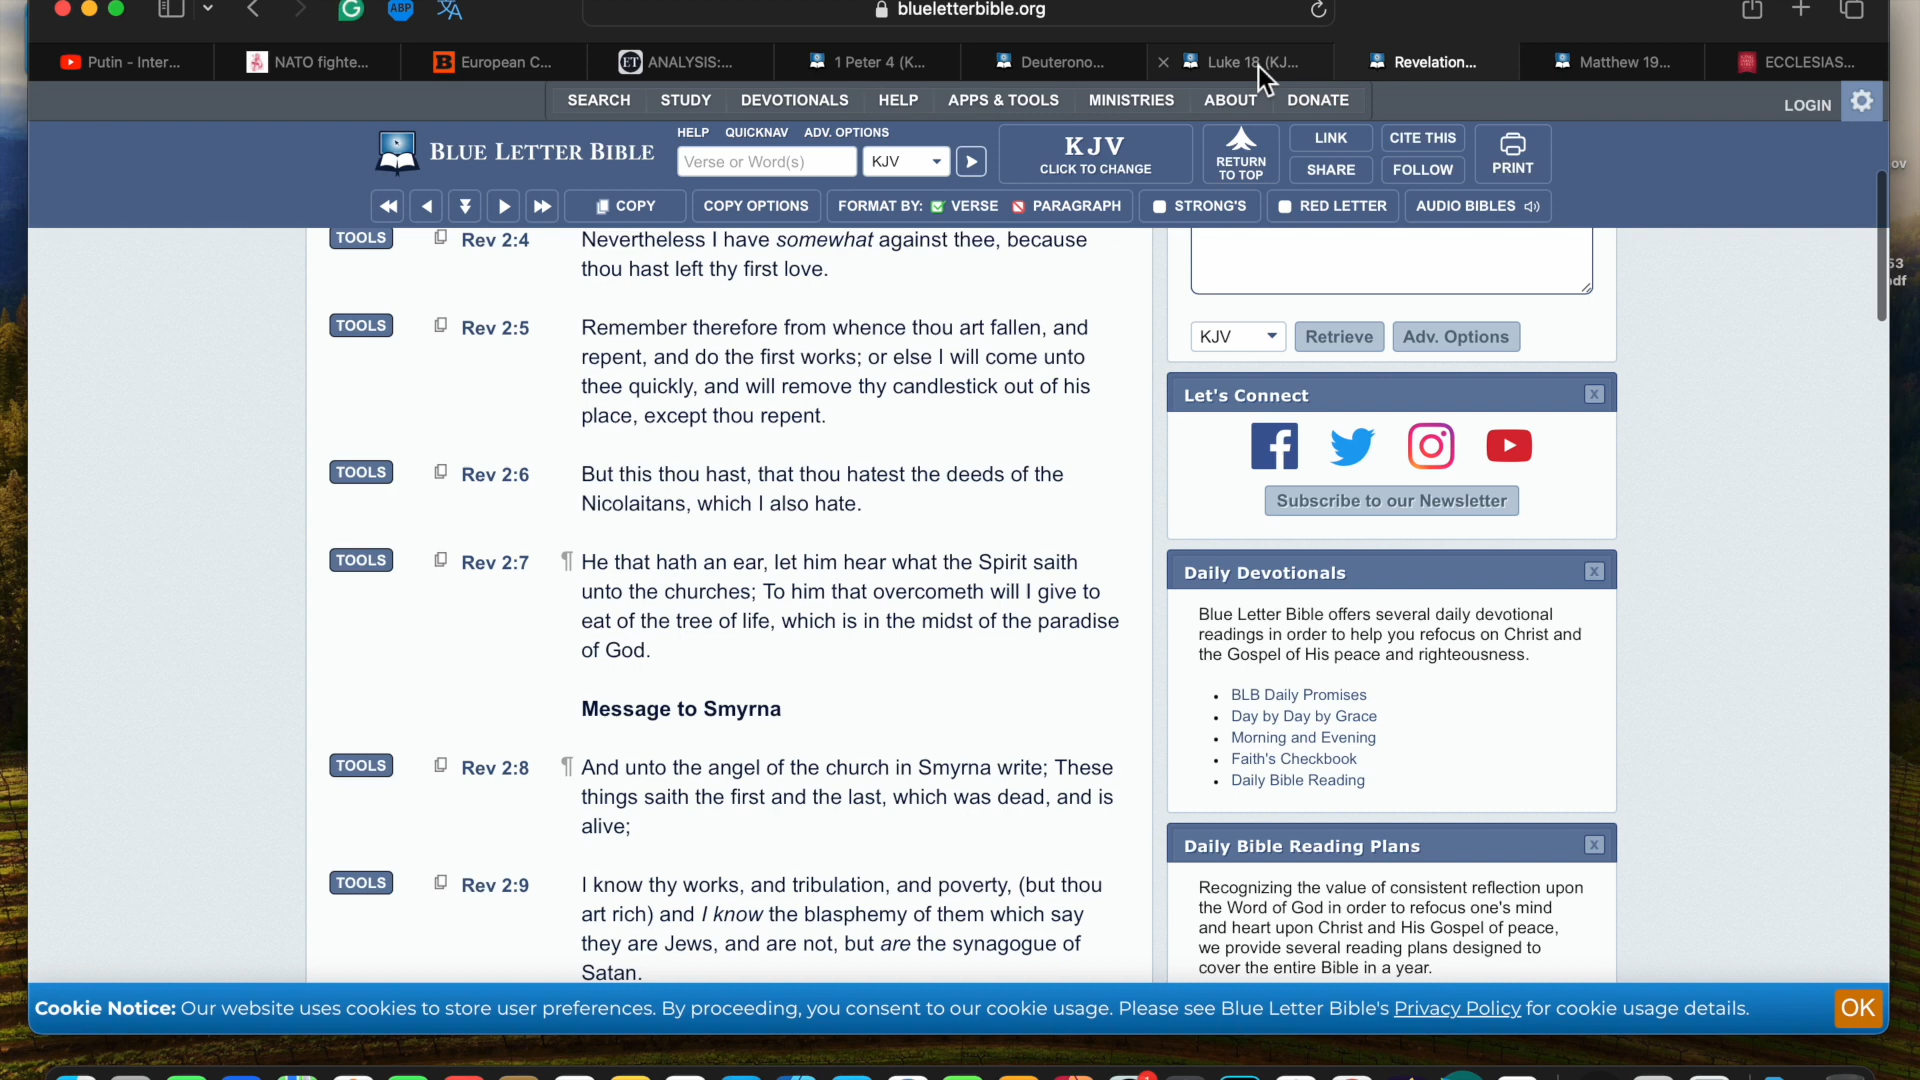 blueletterbible.org
Putin - Inter...
NATO fighte...
European C...
ANALYSIS:...
1 Peter 4 (K...
Deuterono...
Luke 18 (KJ...
Revelation...
Matthew 19...
ECCLESIAS...
SEARCH STUDY DEVOTIONALS HELP APPS & TOOLS MINISTRIES ABOUT DONATE
LOGIN
BLUE LETTER BIBLE
HELP QUICKNAV ADV. OPTIONS
Verse or Word(s)
KJV
KJV
CLICK TO CHANGE
RETURN
TO TOP
LINK
CITE THIS
SHARE
FOLLOW
PRINT
COPY
COPY OPTIONS
FORMAT BY: VERSE PARAGRAPH
STRONG'S
RED LETTER
AUDIO BIBLES
TOOLS Rev 2:4 Nevertheless I have somewhat against thee, because
thou hast left thy first love.
TOOLS Rev 2:5 Remember therefore from whence thou art fallen, and
repent, and do the first works; or else I will come unto
thee quickly, and will remove thy candlestick out of his
place, except thou repent.
TOOLS Rev 2:6 But this thou hast, that thou hatest the deeds of the
Nicolaitans, which I also hate.
TOOLS Rev 2:7 ¶ He that hath an ear, let him hear what the Spirit saith
unto the churches; To him that overcometh will I give to
eat of the tree of life, which is in the midst of the paradise
of God.
Message to Smyrna
TOOLS Rev 2:8 ¶ And unto the angel of the church in Smyrna write; These
things saith the first and the last, which was dead, and is
alive;
TOOLS Rev 2:9 I know thy works, and tribulation, and poverty, (but thou
art rich) and I know the blasphemy of them which say
they are Jews, and are not, but are the synagogue of
Satan.
KJV
Retrieve
Adv. Options
Let's Connect
Subscribe to our Newsletter
Daily Devotionals
Blue Letter Bible offers several daily devotional
readings in order to help you refocus on Christ and
the Gospel of His peace and righteousness.
BLB Daily Promises
Day by Day by Grace
Morning and Evening
Faith's Checkbook
Daily Bible Reading
Daily Bible Reading Plans
Recognizing the value of consistent reflection upon
the Word of God in order to refocus one's mind
and heart upon Christ and His Gospel of peace,
we provide several reading plans designed to
cover the entire Bible in a year.
Cookie Notice: Our website uses cookies to store user preferences. By proceeding, you consent to our cookie usage. Please see Blue Letter Bible's Privacy Policy for cookie usage details.
OK